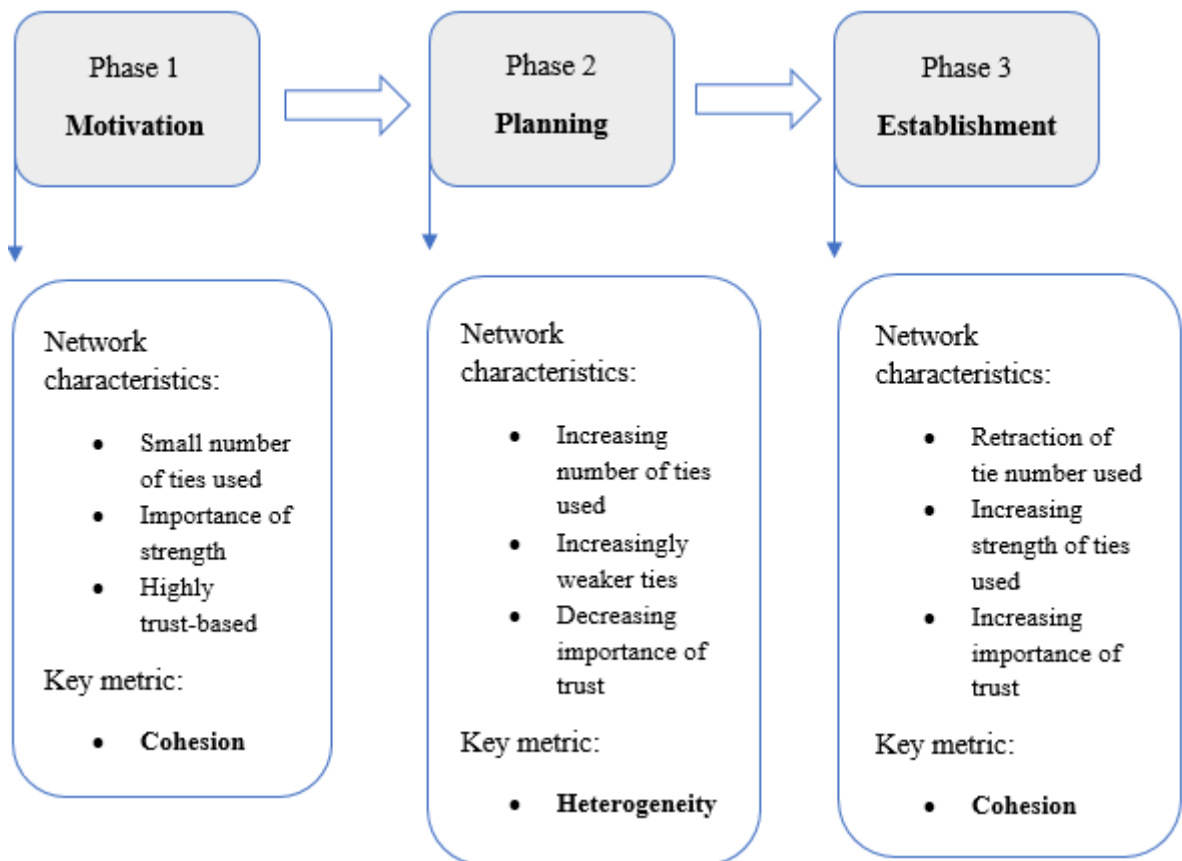 Phase 1
Motivation
Phase 2
Planning
Phase 3
Establishment
Network
characteristics:
• Small number
of ties used
• Importance of
strength
• Highly
trust-based
Key metric:
• Cohesion
Network
characteristics:
• Increasing
number of ties
used
• Increasingly
weaker ties
• Decreasing
importance of
trust
Key metric:
• Heterogeneity
Network
characteristics:
• Retraction of
tie number used
• Increasing
strength of ties
used
• Increasing
importance of
trust
Key metric:
• Cohesion